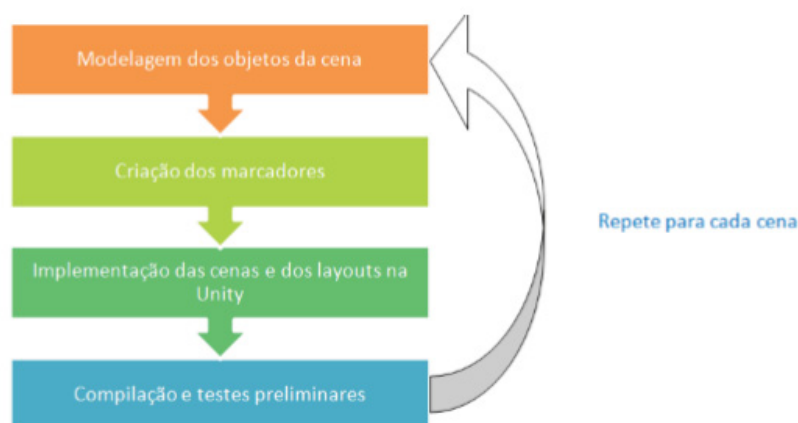 Modelagem dos objetos da cena
Criação dos marcadores
Implementação das cenas e dos layouts na
Unity
Compilação e testes preliminares
Repete para cada cena